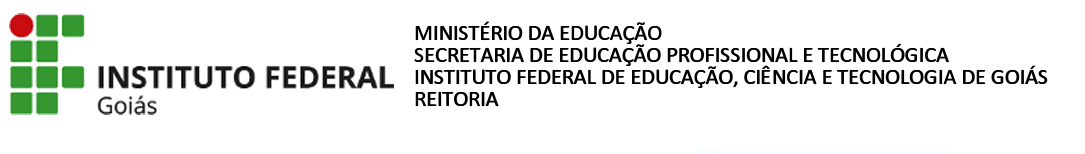 INSTITUTO FEDERAL
Goiás
MINISTÉRIO DA EDUCAÇÃO
SECRETARIA DE EDUCAÇÃO PROFISSIONAL E TECNOLÓGICA
INSTITUTO FEDERAL DE EDUCAÇÃO, CIÊNCIA E TECNOLOGIA DE GOIÁS
REITORIA